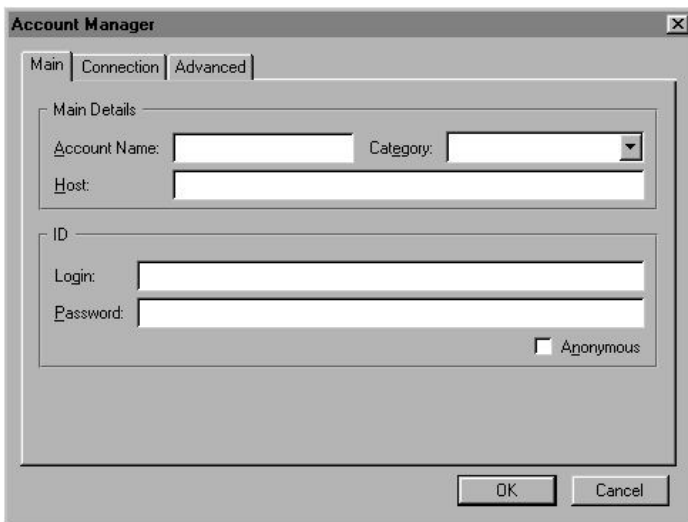 Account Manager
Main Connection Advanced
Main Details
Account Name: Category:
Host:
ID
Login:
Password:
Anonymous
OK Cancel